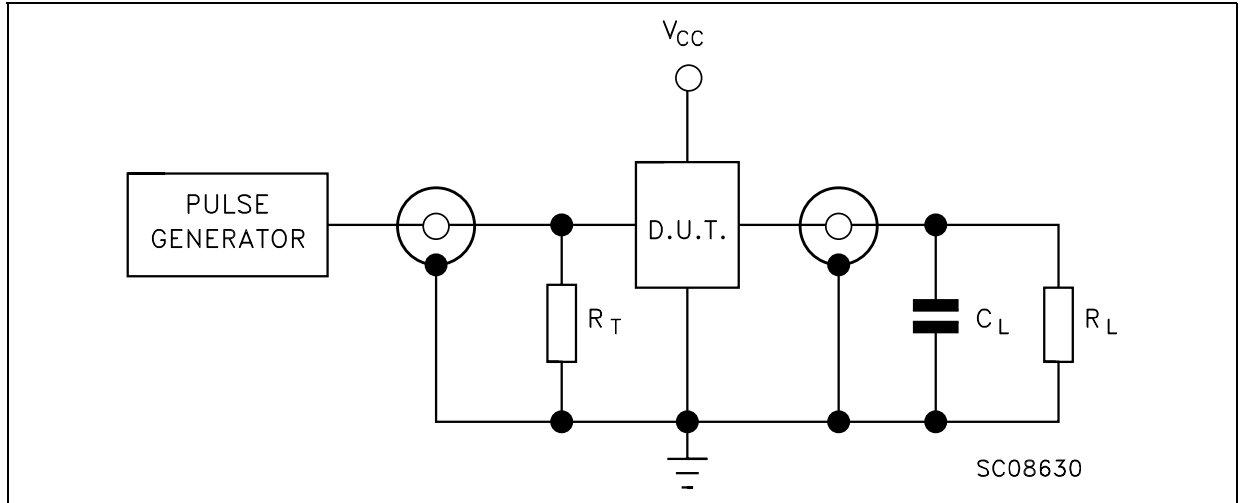 VCC
PULSE
GENERATOR
D.U.T.
RT
CL
RL
SC08630